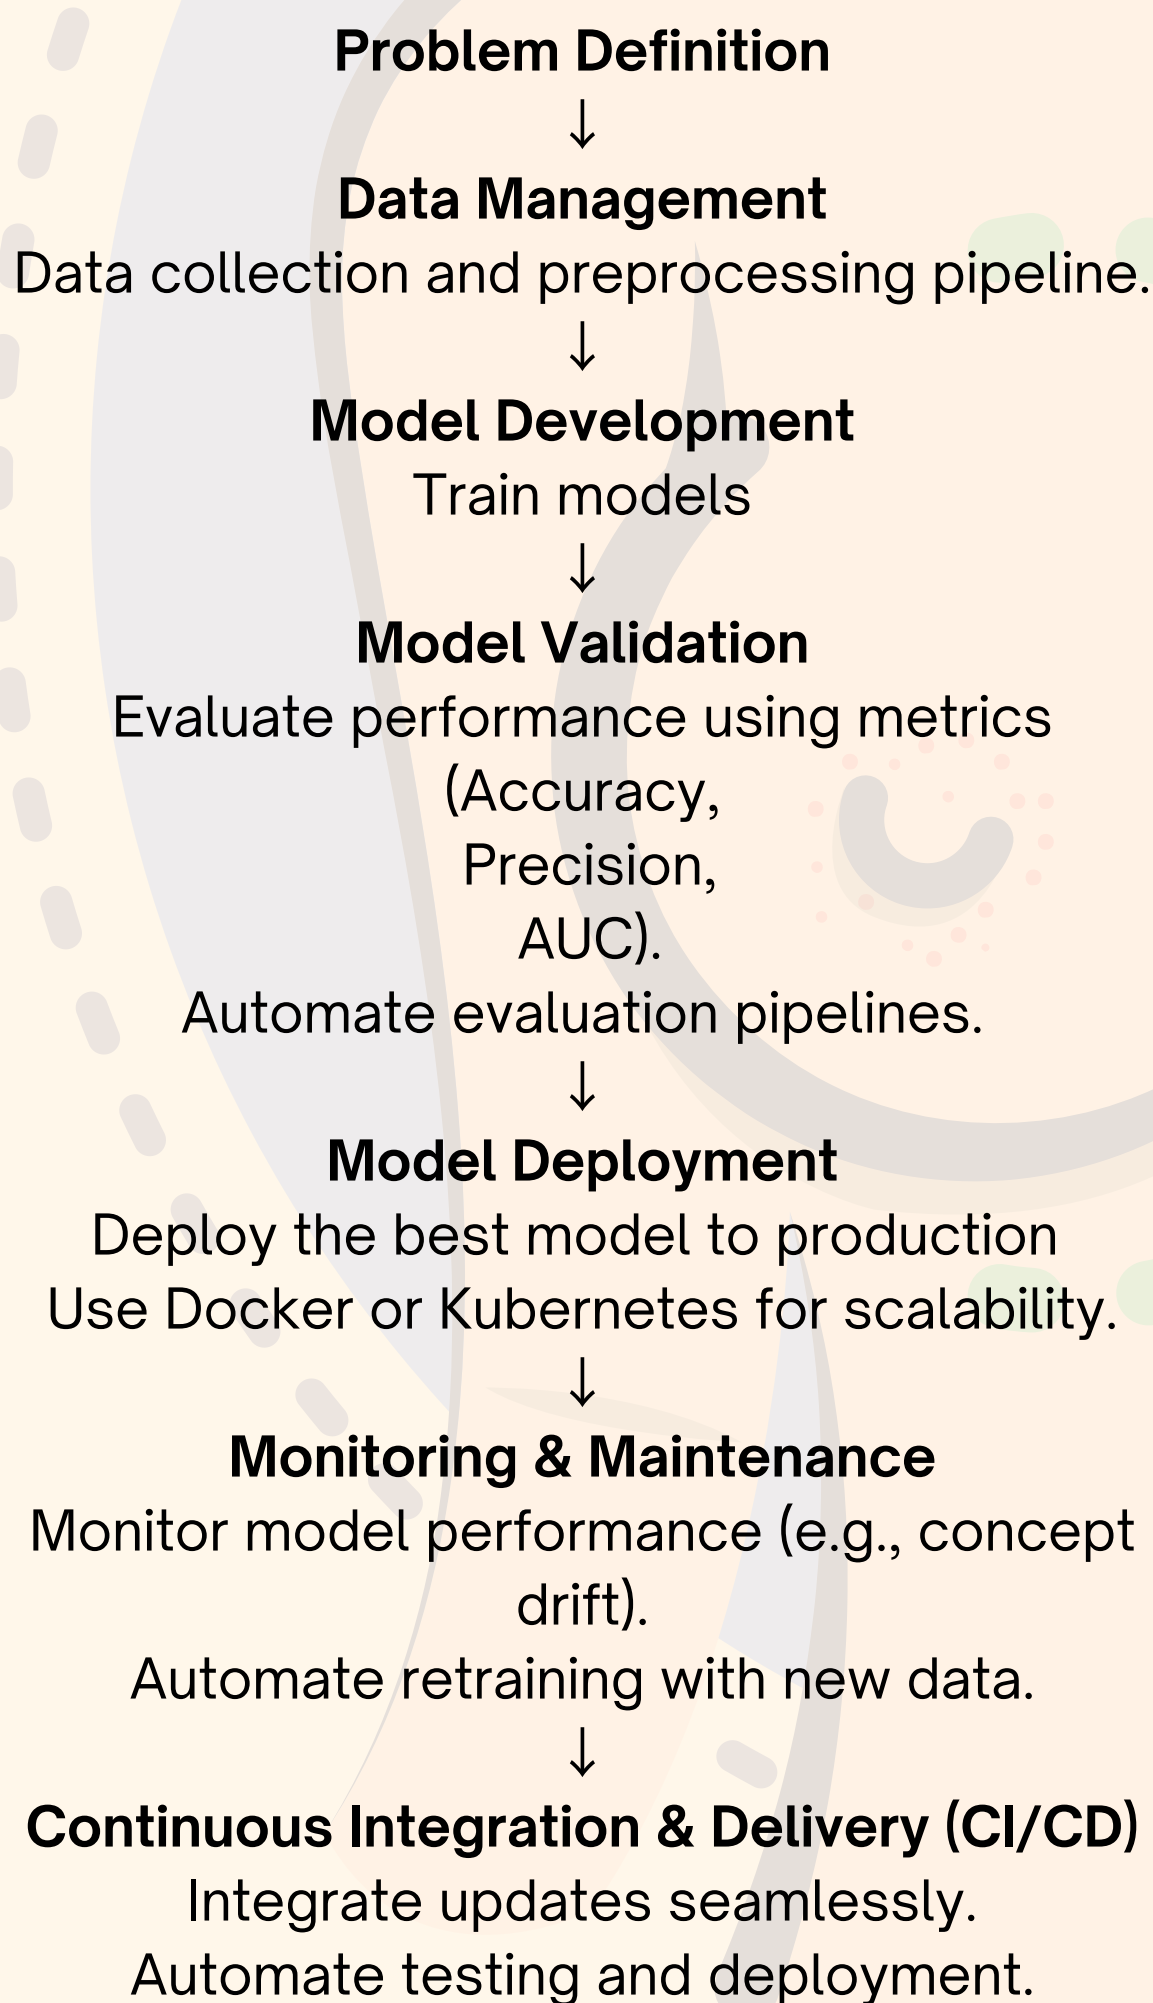 Problem Definition
↓
Data Management
Data collection and preprocessing pipeline.
↓
Model Development
Train models
↓
Model Validation
Evaluate performance using metrics
(Accuracy,
Precision,
AUC).
Automate evaluation pipelines.
↓
Model Deployment
Deploy the best model to production
Use Docker or Kubernetes for scalability.
↓
Monitoring & Maintenance
Monitor model performance (e.g., concept
drift).
Automate retraining with new data.
↓
Continuous Integration & Delivery (CI/CD)
Integrate updates seamlessly.
Automate testing and deployment.